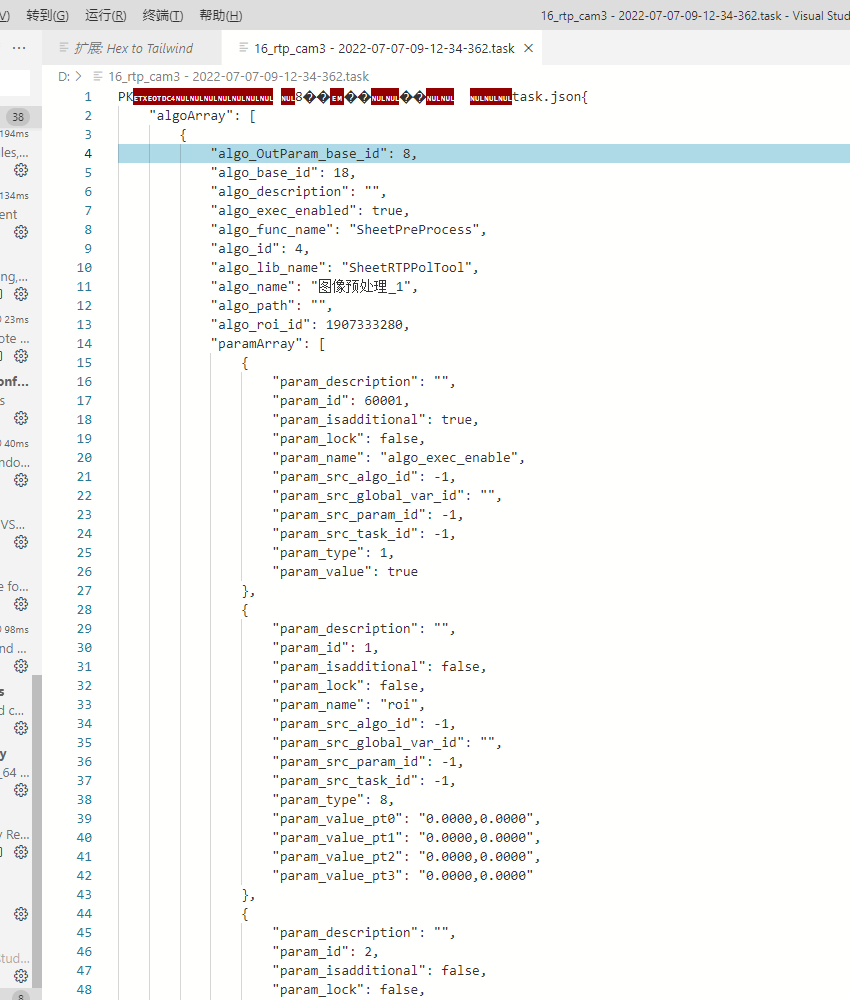 V) 转到(G) 运行(R) 终端(T) 帮助(H) 16_rtp_cam3 - 2022-07-07-09-12-34-362.task - Visual Stud
··· 扩展: Hex to Tailwind 16_rtp_cam3 - 2022-07-07-09-12-34-362.task ×
D: > 16_rtp_cam3 - 2022-07-07-09-12-34-362.task
38
194ms
les,...
134ms
ent
ng,...
23ms
ote ...
onf...
s
40ms
ndo...
VS...
e fo...
98ms
nd ...
s
d c...
y
_64 ...
y Re...
stud...
8
1 PKETXEOTDC4NULNULNULNULNULNULNUL NUL8��EM��NULNUL��NULNUL NULNULNULtask.json{
2 "algoArray": [
3 {
4 "algo_OutParam_base_id": 8,
5 "algo_base_id": 18,
6 "algo_description": "",
7 "algo_exec_enabled": true,
8 "algo_func_name": "SheetPreProcess",
9 "algo_id": 4,
10 "algo_lib_name": "SheetRTPPolTool",
11 "algo_name": "图像预处理_1",
12 "algo_path": "",
13 "algo_roi_id": 1907333280,
14 "paramArray": [
15 {
16 "param_description": "",
17 "param_id": 60001,
18 "param_isadditional": true,
19 "param_lock": false,
20 "param_name": "algo_exec_enable",
21 "param_src_algo_id": -1,
22 "param_src_global_var_id": "",
23 "param_src_param_id": -1,
24 "param_src_task_id": -1,
25 "param_type": 1,
26 "param_value": true
27 },
28 {
29 "param_description": "",
30 "param_id": 1,
31 "param_isadditional": false,
32 "param_lock": false,
33 "param_name": "roi",
34 "param_src_algo_id": -1,
35 "param_src_global_var_id": "",
36 "param_src_param_id": -1,
37 "param_src_task_id": -1,
38 "param_type": 8,
39 "param_value_pt0": "0.0000,0.0000",
40 "param_value_pt1": "0.0000,0.0000",
41 "param_value_pt2": "0.0000,0.0000",
42 "param_value_pt3": "0.0000,0.0000"
43 },
44 {
45 "param_description": "",
46 "param_id": 2,
47 "param_isadditional": false,
48 "param_lock": false,